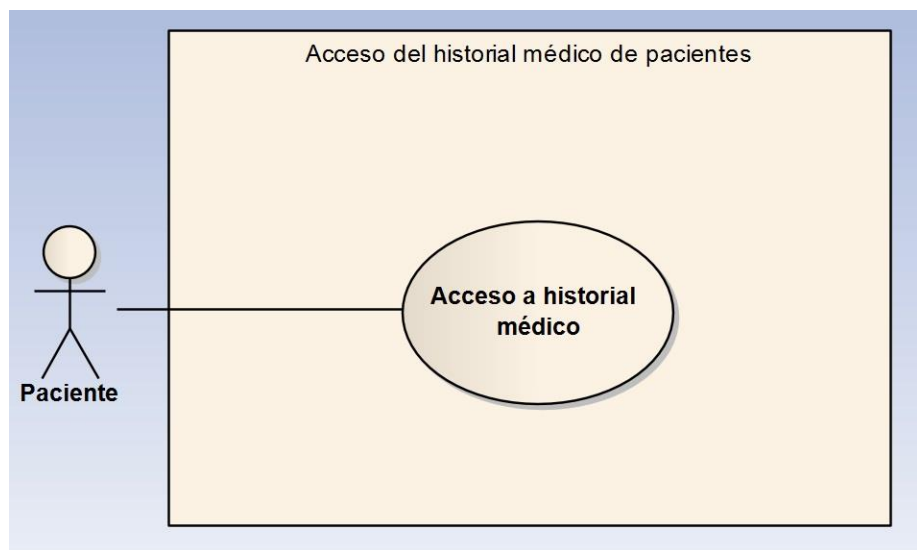 Acceso del historial médico de pacientes
Acceso a historial
médico
Paciente